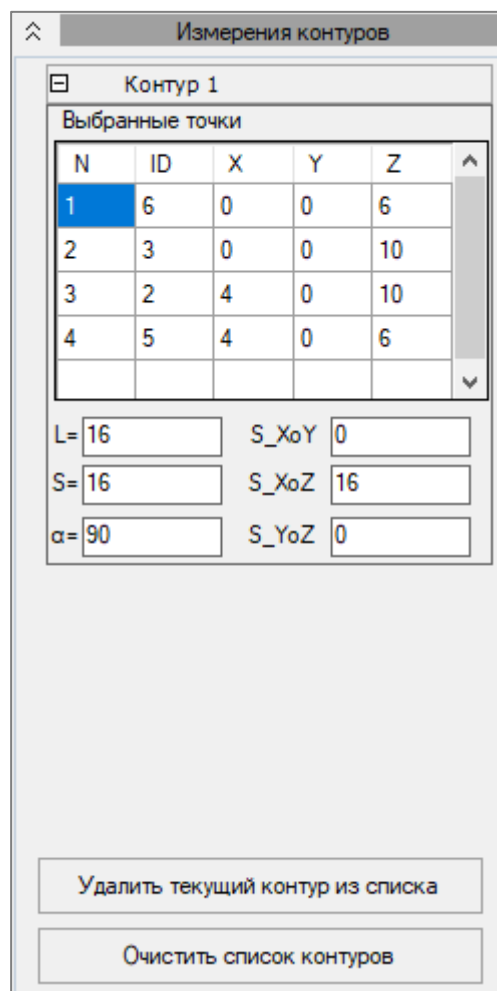 Измерения контуров
Контур 1
Выбранные точки
N ID X Y Z
1 6 0 0 6
2 3 0 0 10
3 2 4 0 10
4 5 4 0 6
L= 16 S_XoY 0
S= 16 S_XoZ 16
α= 90 S_YoZ 0
Удалить текущий контур из списка
Очистить список контуров